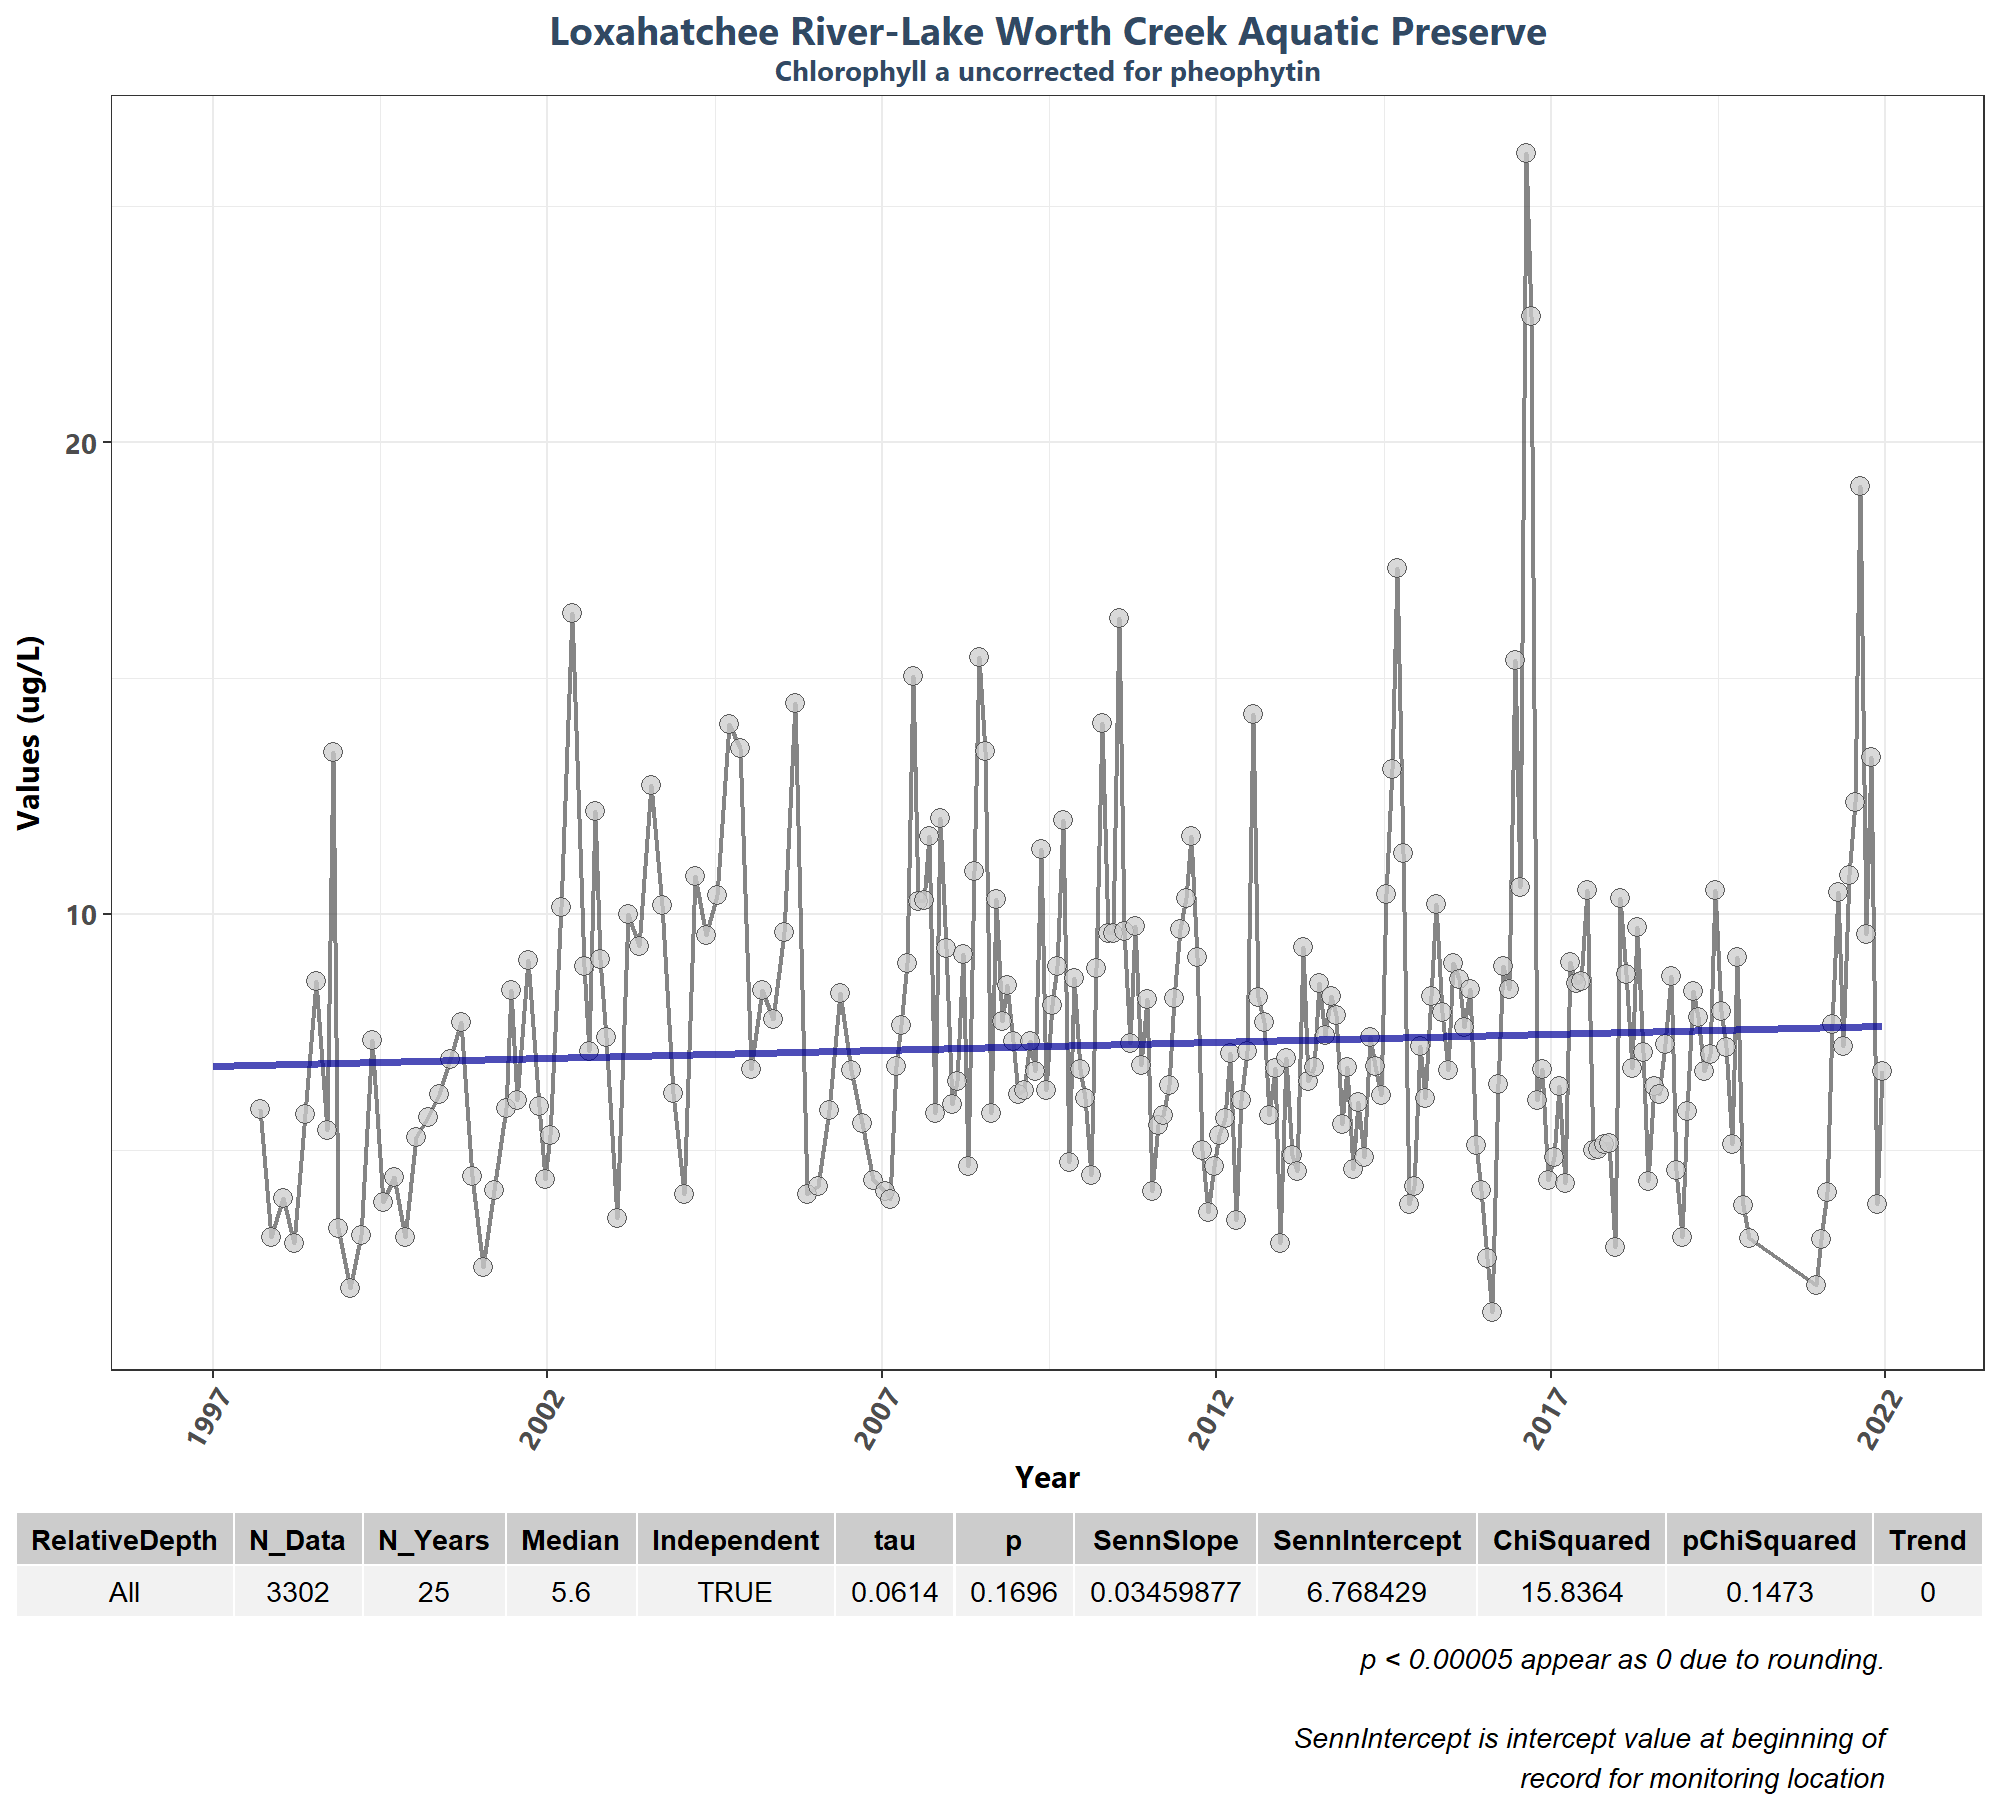 Loxahatchee River-Lake Worth Creek Aquatic Preserve
Chlorophyll a uncorrected for pheophytin
Values (ug/L)
20
10
1997 2002 2007 2012 2017 2022
Year
RelativeDepth N_Data N_Years Median Independent tau p SennSlope SennIntercept ChiSquared pChiSquared Trend
All 3302 25 5.6 TRUE 0.0614 0.1696 0.03459877 6.768429 15.8364 0.1473 0
p < 0.00005 appear as 0 due to rounding.
SennIntercept is intercept value at beginning of
record for monitoring location